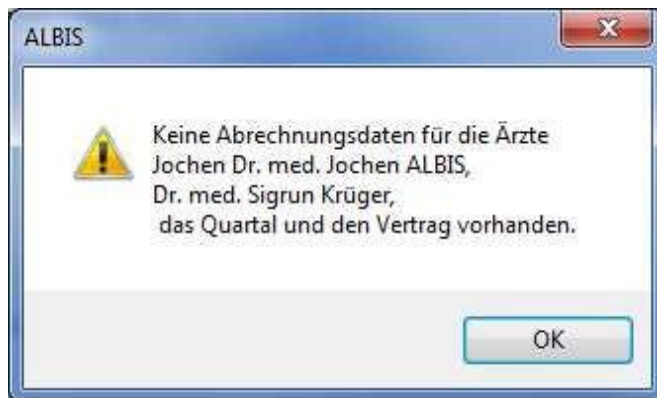 ALBIS
Keine Abrechnungsdaten für die Ärzte
Jochen Dr. med. Jochen ALBIS,
Dr. med. Sigrun Krüger,
das Quartal und den Vertrag vorhanden.
OK